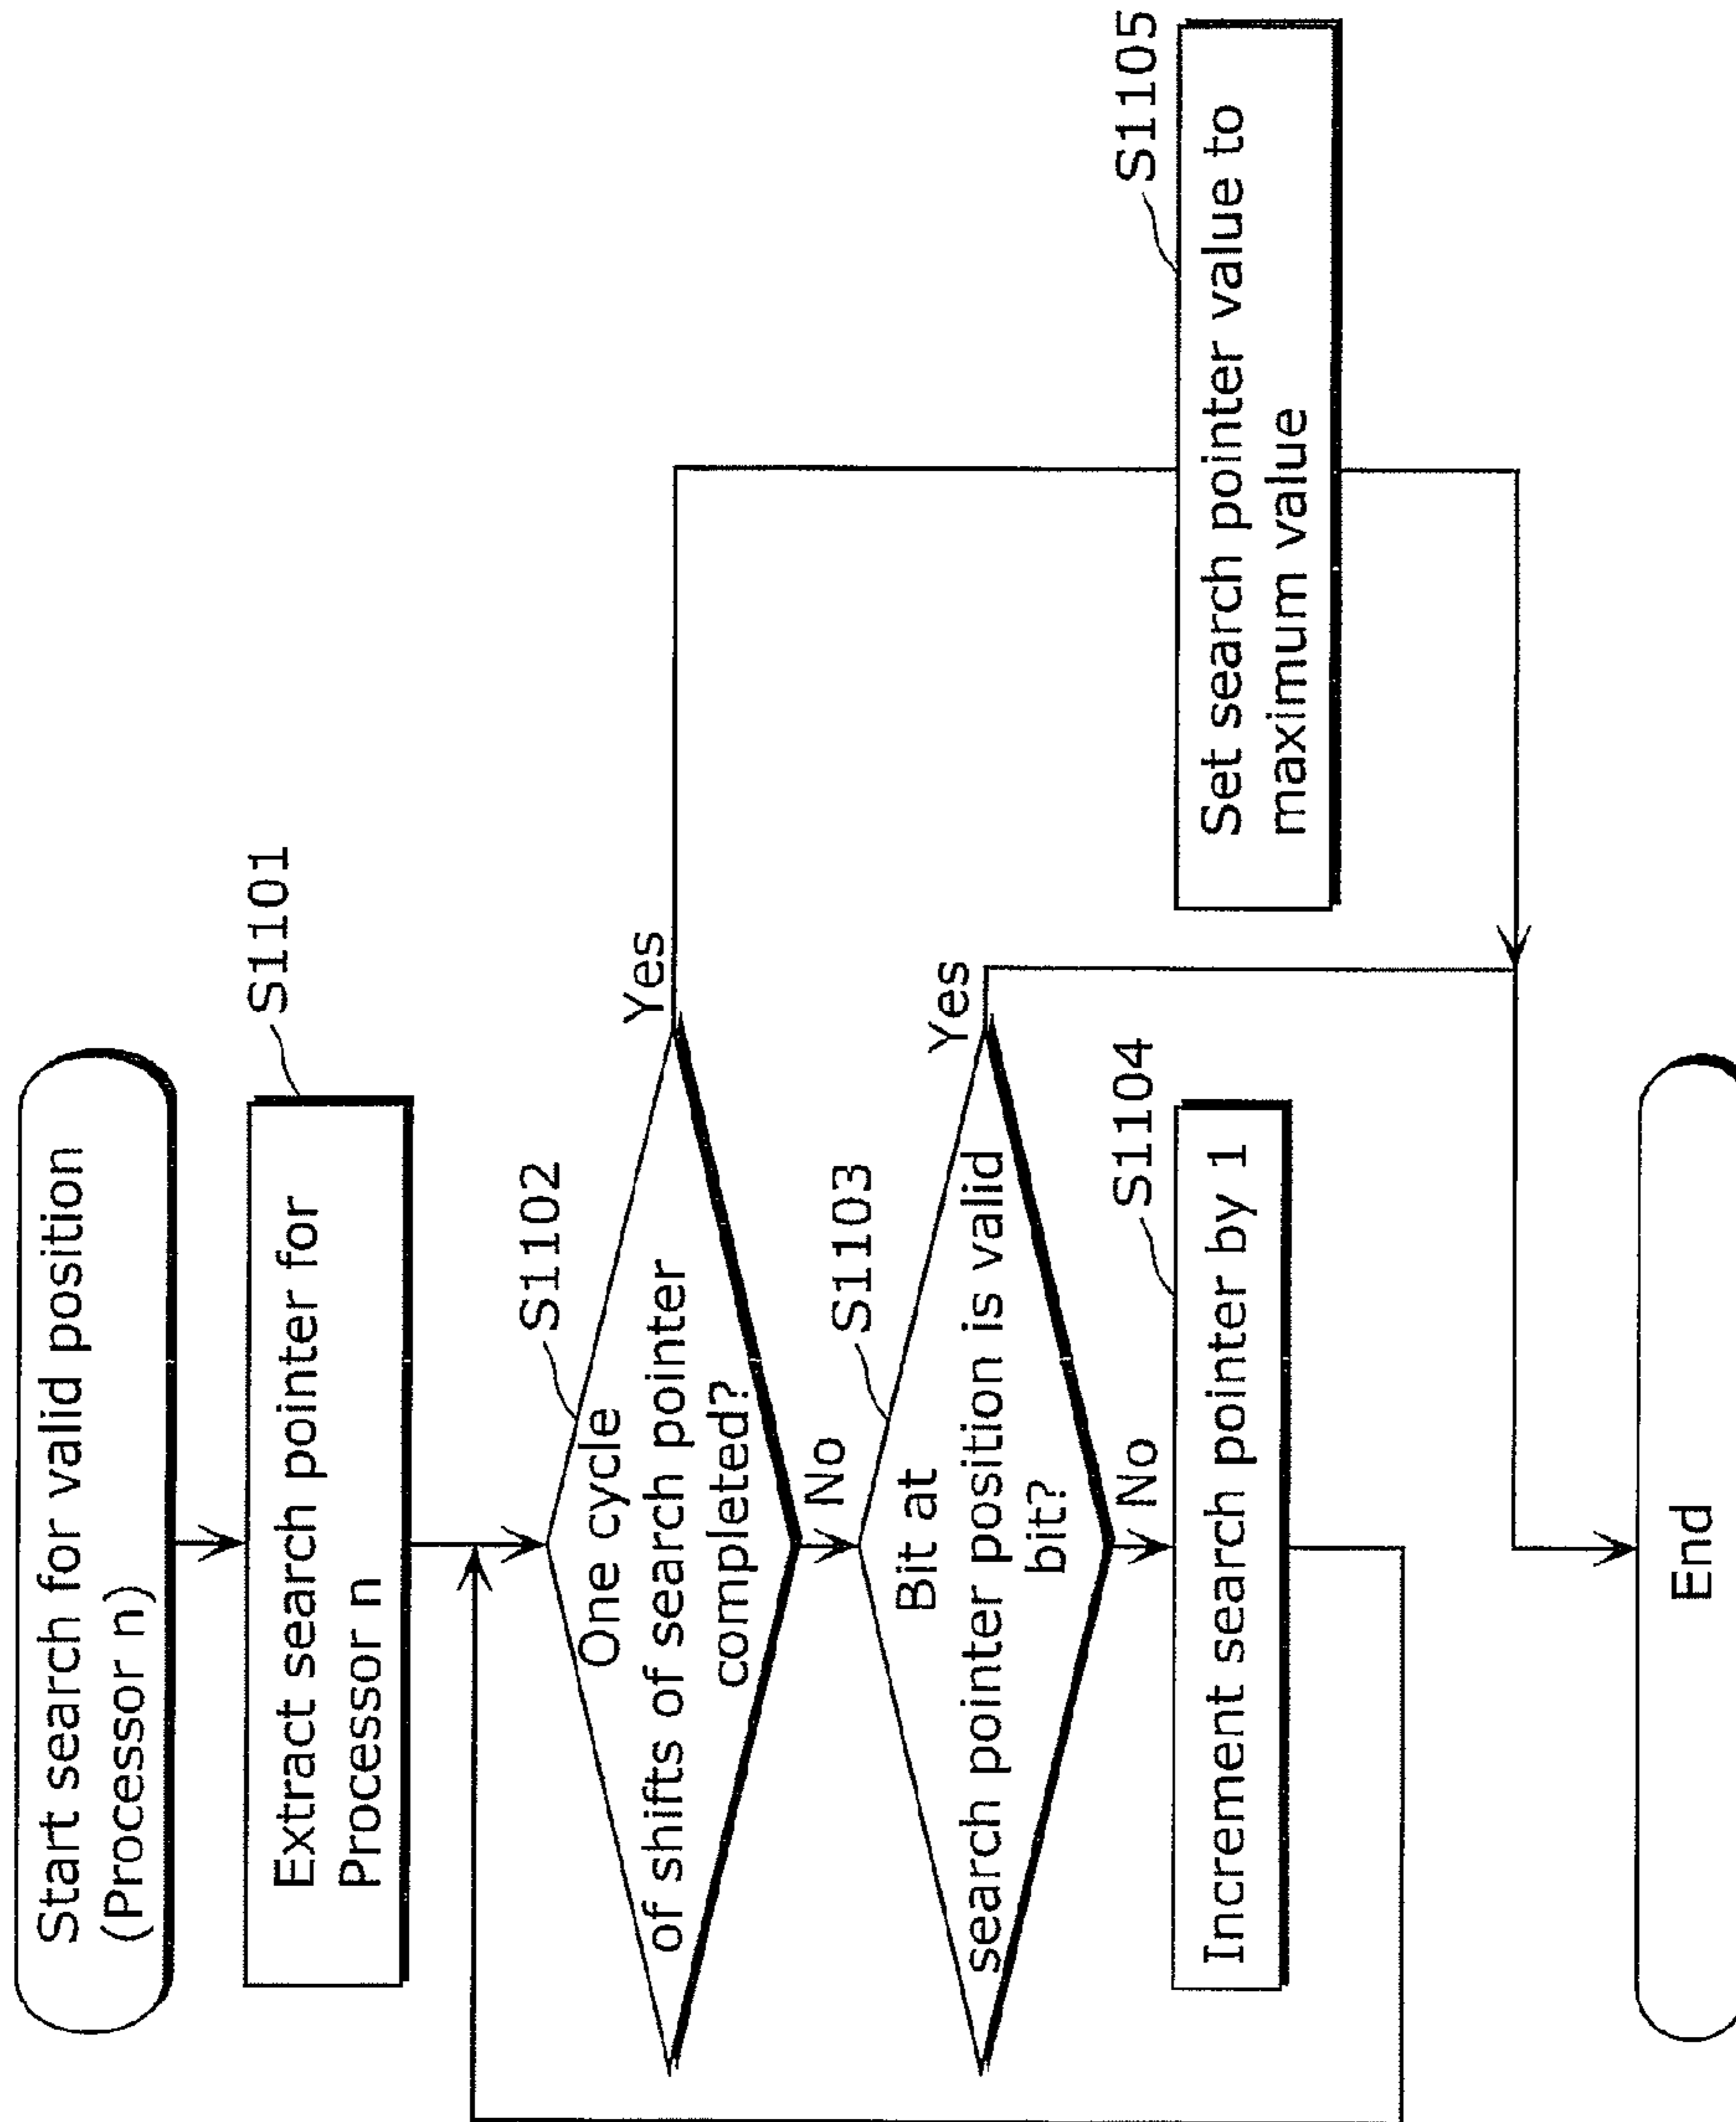 Start search for valid position
(Processor n)
S1101
Extract search pointer for
Processor n
S1102
One cycle
of shifts of search pointer
completed?
Yes
No
S1103
Bit at
search pointer position is valid
bit?
Yes
No
S1104
Increment search pointer by 1
S1105
Set search pointer value to
maximum value
End